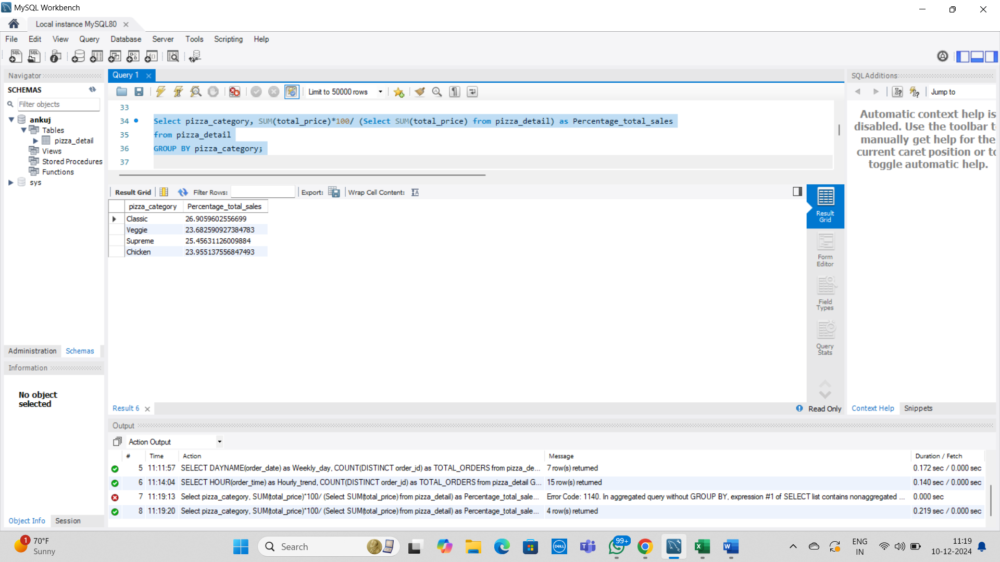 MySQL Workbench
Local instance MySQL80
File Edit View Query Database Server Tools Scripting Help
Navigator
SCHEMAS
Filter objects
ankuj
Tables
pizza_detail
Views
Stored Procedures
Functions
sys
Administration Schemas
Information
No object
selected
Object Info Session
Query 1
Limit to 50000 rows
33
34 Select pizza_category, SUM(total_price)*100/ (Select SUM(total_price) from pizza_detail) as Percentage_total_sales
35 from pizza_detail
36 GROUP BY pizza_category;
37
Result Grid Filter Rows: Export: Wrap Cell Content:
pizza_category Percentage_total_sales
Classic 26.9059602556699
Veggie 23.682590927384783
Supreme 25.45631126009884
Chicken 23.955137556847493
Result
Grid
Form
Editor
Field
Types
Query
Stats
Result 6
Read Only
SQLAdditions
Jump to
Automatic context help is
disabled. Use the toolbar t
manually get help for the
current caret position or to
toggle automatic help.
Context Help Snippets
Output
Action Output
# Time Action Message Duration / Fetch
5 11:11:57 SELECT DAYNAME(order_date) as Weekly_day, COUNT(DISTINCT order_id) as TOTAL_ORDERS from pizza_de... 7 row(s) returned 0.172 sec / 0.000 sec
6 11:14:04 SELECT HOUR(order_time) as Hourly_trend, COUNT(DISTINCT order_id) as TOTAL_ORDERS from pizza_detail G... 15 row(s) returned 0.140 sec / 0.000 sec
7 11:19:13 Select pizza_category, SUM(total_price)*100/ (Select SUM(total_price) from pizza_detail) as Percentage_total_sale... Error Code: 1140. In aggregated query without GROUP BY, expression #1 of SELECT list contains nonaggregated ... 0.000 sec
8 11:19:20 Select pizza_category, SUM(total_price)*100/ (Select SUM(total_price) from pizza_detail) as Percentage_total_sale... 4 row(s) returned 0.219 sec / 0.000 sec
1
70°F
Sunny
Search
DELL
99+
ENG
IN
11:19
10-12-2024